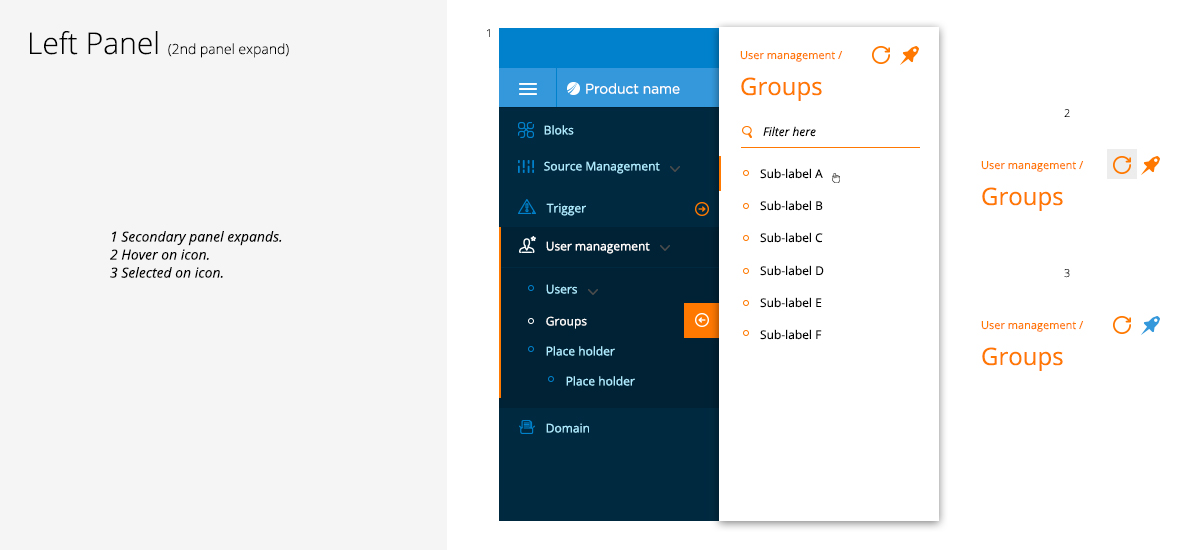 Left Panel (2nd panel expand)
1 Secondary panel expands.
2 Hover on icon.
3 Selected on icon.
1
Product name
Bloks
Source Management
Trigger
User management
Users
Groups
Place holder
Place holder
Domain
User management /
Groups
Filter here
Sub-label A
Sub-label B
Sub-label C
Sub-label D
Sub-label E
Sub-label F
2
User management /
Groups
3
User management /
Groups